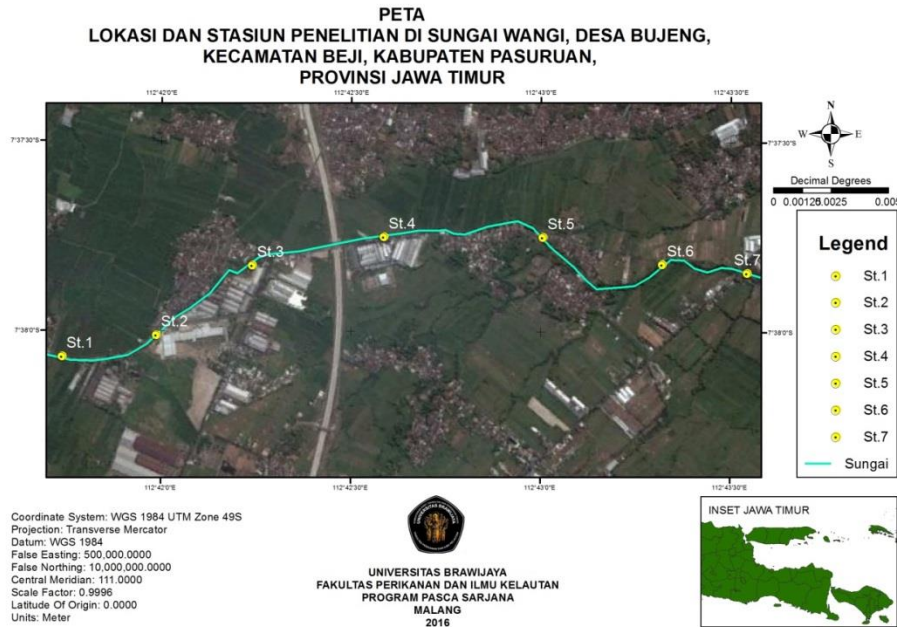 PETA
LOKASI DAN STASIUN PENELITIAN DI SUNGAI WANGI, DESA BUJENG,
KECAMATAN BEJI, KABUPATEN PASURUAN,
PROVINSI JAWA TIMUR
112°42'0"E 112°42'30"E 112°43'0"E 112°43'30"E
7°37'30"S 7°37'30"S
7°38'0"S 7°38'0"S
St.1
St.2
St.3
St.4
St.5
St.6
St.7
112°42'0"E 112°42'30"E 112°43'0"E 112°43'30"E
N
W E
S
Decimal Degrees
0 0.00125 0.0025 0.005
Legend
St.1
St.2
St.3
St.4
St.5
St.6
St.7
Sungai
Coordinate System: WGS 1984 UTM Zone 49S
Projection: Transverse Mercator
Datum: WGS 1984
False Easting: 500,000.0000
False Northing: 10,000,000.0000
Central Meridian: 111.0000
Scale Factor: 0.9996
Latitude Of Origin: 0.0000
Units: Meter
UNIVERSITAS BRAWIJAYA
UNIVERSITAS BRAWIJAYA
FAKULTAS PERIKANAN DAN ILMU KELAUTAN
PROGRAM PASCA SARJANA
MALANG
2016
INSET JAWA TIMUR